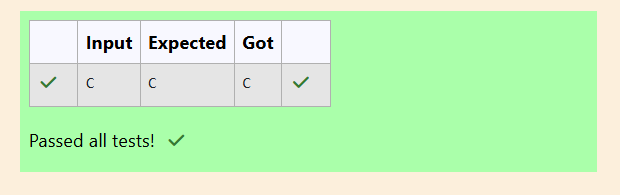 Input Expected Got
C C C
Passed all tests!